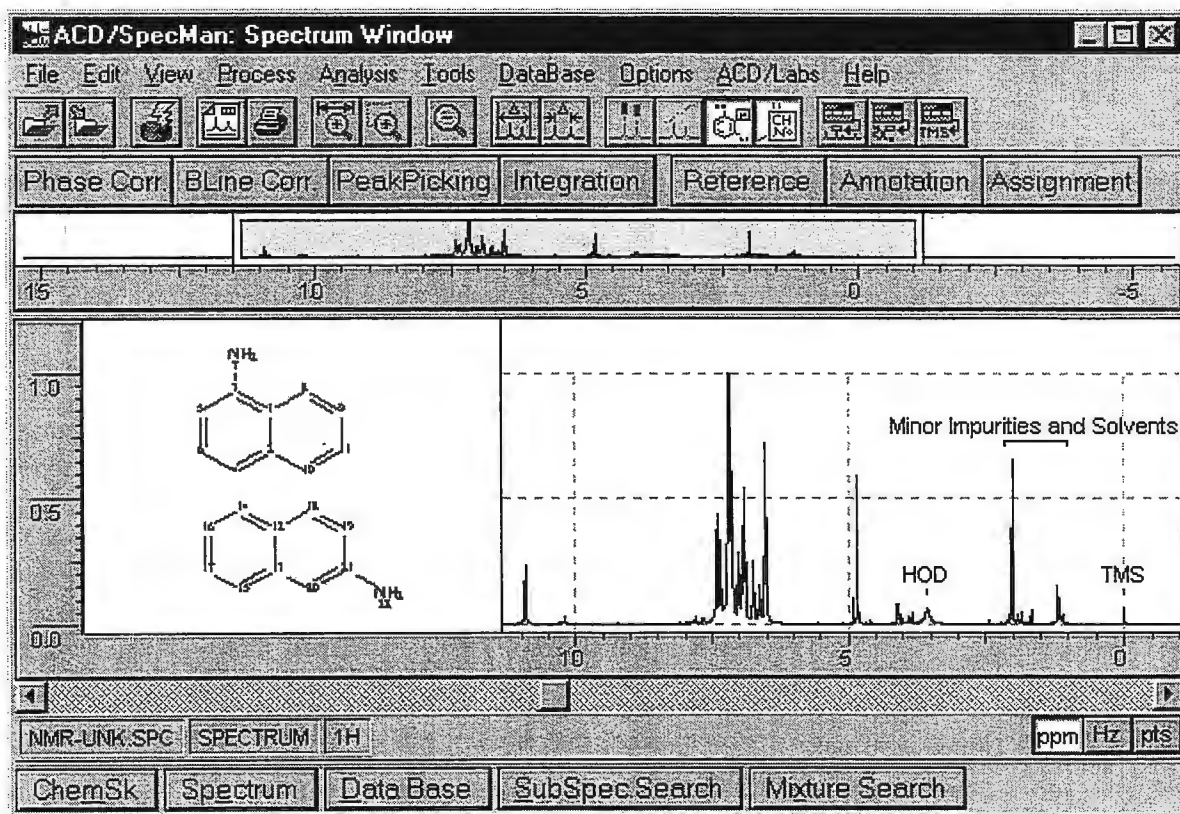 ACD/SpecMan: Spectrum Window
File Edit View Process Analysis Tools DataBase Options ACD/Labs Help
TMS
Phase Corr. BLine Corr. PeakPicking Integration Reference Annotation Assignment
15 10 5 0 -5
NH₂
1.0
Minor Impurities and Solvents
0.5
HOD TMS
NH₂
0.0
10 5 0
NMR-UNK.SPC SPECTRUM 1H ppm Hz pts
ChemSk Spectrum Data Base SubSpec.Search Mixture Search